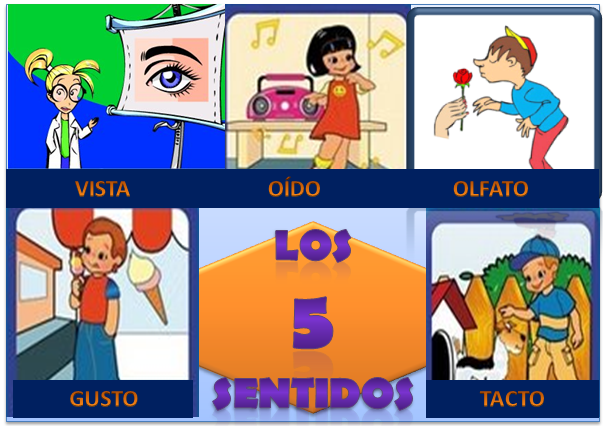 VISTA
OÍDO
OLFATO
LOS
5
SENTIDOS
GUSTO
TACTO